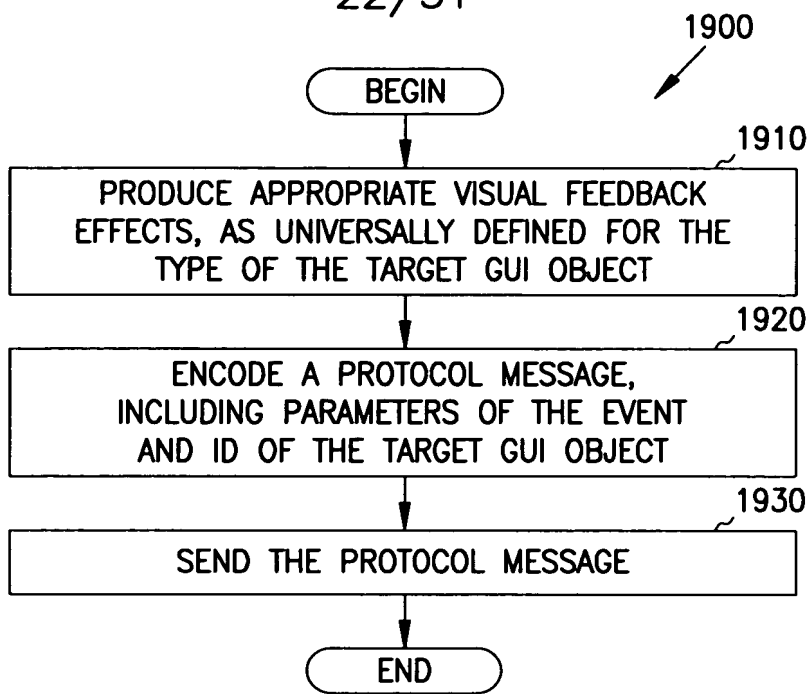 22/31
1900
BEGIN
1910
PRODUCE APPROPRIATE VISUAL FEEDBACK
EFFECTS, AS UNIVERSALLY DEFINED FOR THE
TYPE OF THE TARGET GUI OBJECT
1920
ENCODE A PROTOCOL MESSAGE,
INCLUDING PARAMETERS OF THE EVENT
AND ID OF THE TARGET GUI OBJECT
1930
SEND THE PROTOCOL MESSAGE
END